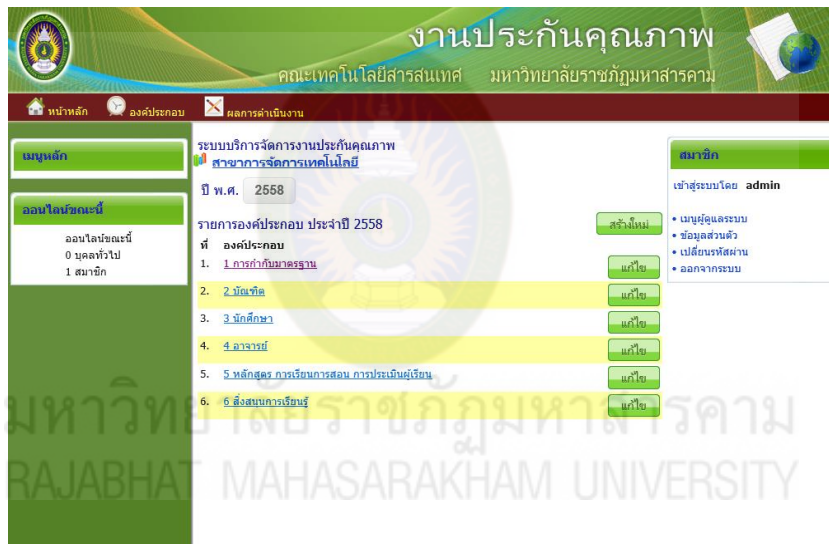 งานประกันคุณภาพ
คณะเทคโนโลยีสารสนเทศ มหาวิทยาลัยราชภัฏมหาสารคาม
หน้าหลัก องค์ประกอบ ผลการดำเนินงาน
เมนูหลัก
ออนไลน์ขณะนี้
ออนไลน์ขณะนี้
0 บุคลทั่วไป
1 สมาชิก
ระบบบริการจัดการงานประกันคุณภาพ
สาขาการจัดการเทคโนโลยี
ปี พ.ศ. 2558
รายการองค์ประกอบ ประจำปี 2558 สร้างใหม่
ที่ องค์ประกอบ
1. 1 การกำกับมาตรฐาน แก้ไข
2. 2 บัณฑิต แก้ไข
3. 3 นักศึกษา แก้ไข
4. 4 อาจารย์ แก้ไข
5. 5 หลักสูตร การเรียนการสอน การประเมินผู้เรียน แก้ไข
6. 6 สิ่งสนุนการเรียนรู้ แก้ไข
สมาชิก
เข้าสู่ระบบโดย admin
• เมนูผู้ดูแลระบบ
• ข้อมูลส่วนตัว
• เปลี่ยนรหัสผ่าน
• ออกจากระบบ
มหาวิทยาลัยราชภัฏมหาสารคาม
RAJABHAT MAHASARAKHAM UNIVERSITY